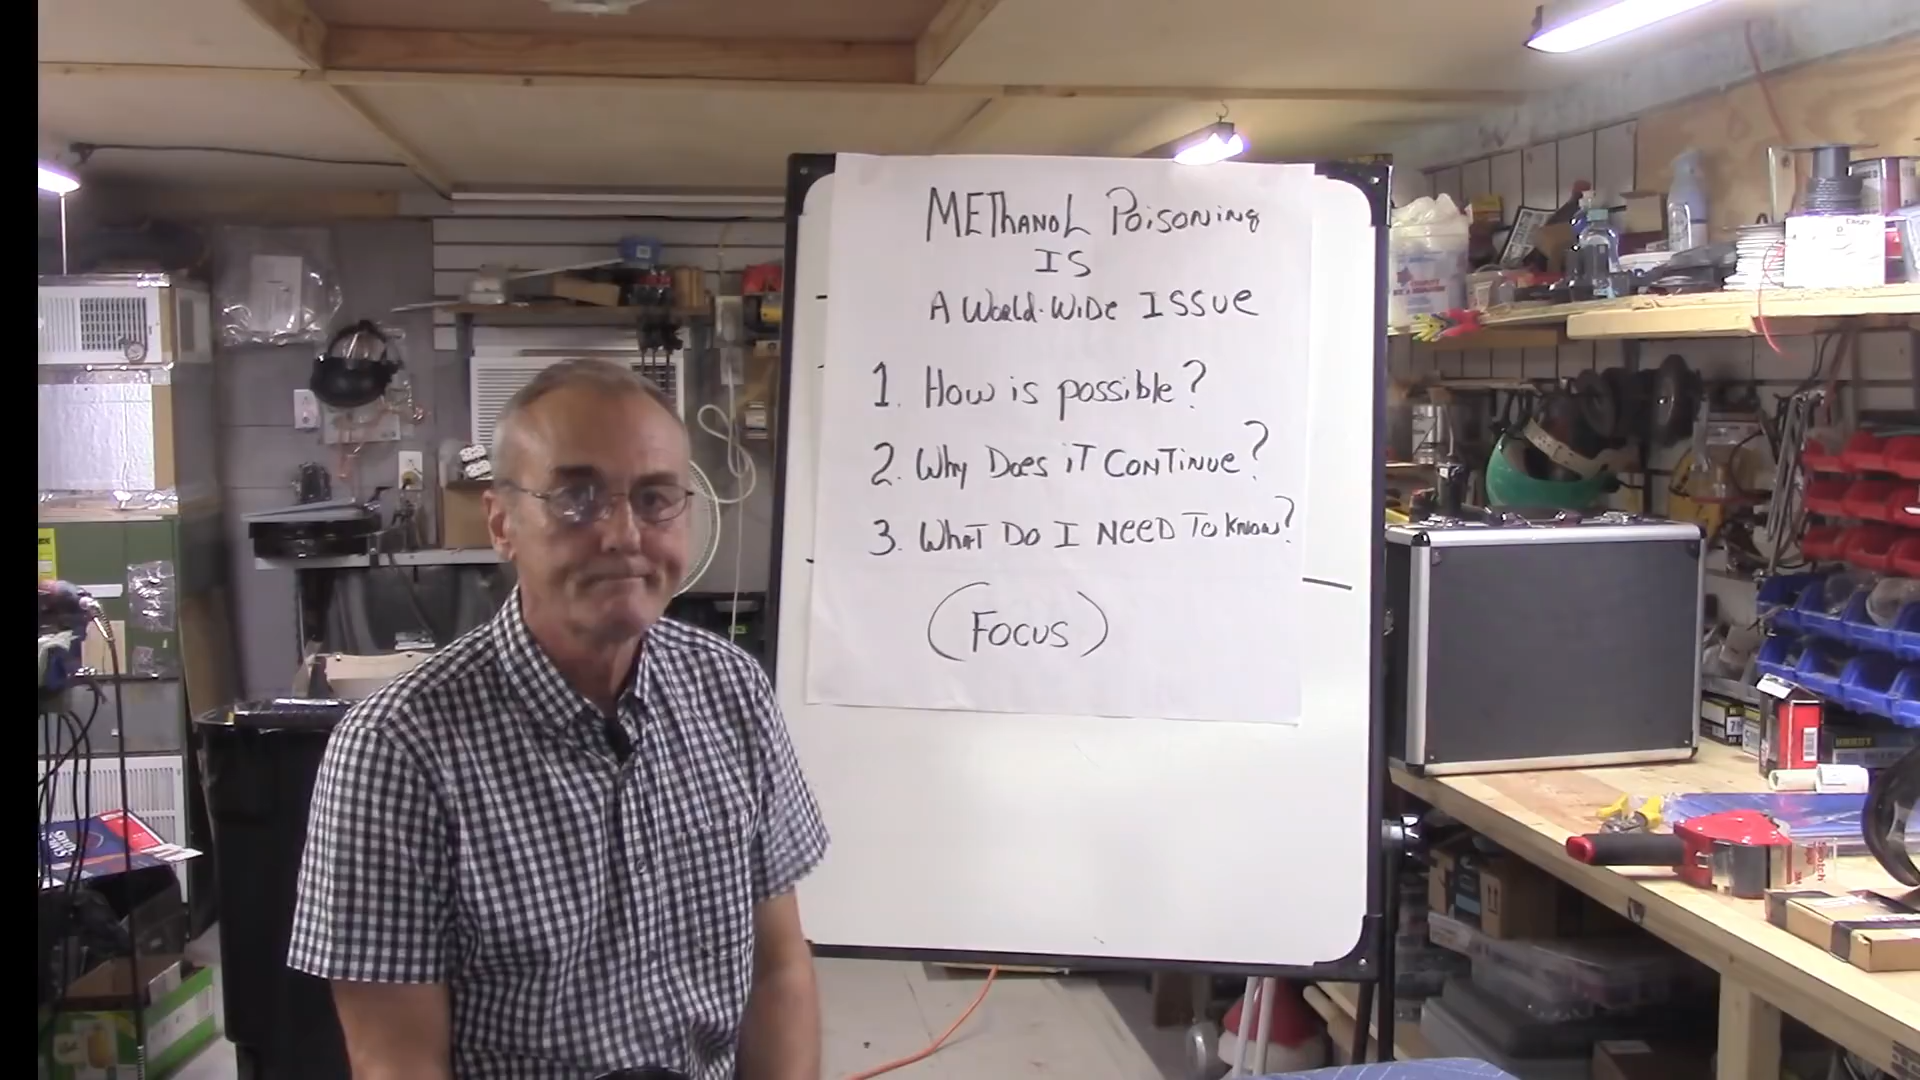 METhanoL Poisoning
IS
A World-WiDe ISSUe
1. How is possible?
2. Why Does iT CONTiNue?
3. WhaT Do I NEED To Know?
(Focus)